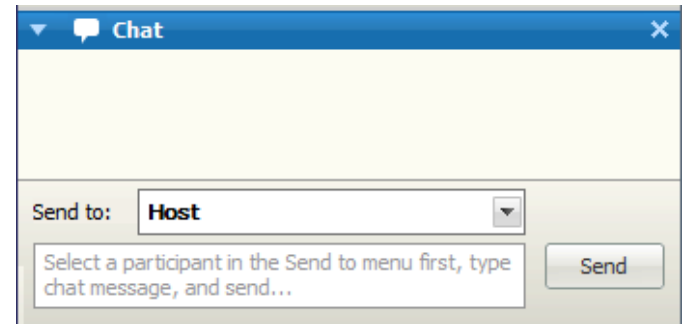 Chat
Send to: Host
Select a participant in the Send to menu first, type
chat message, and send...
Send